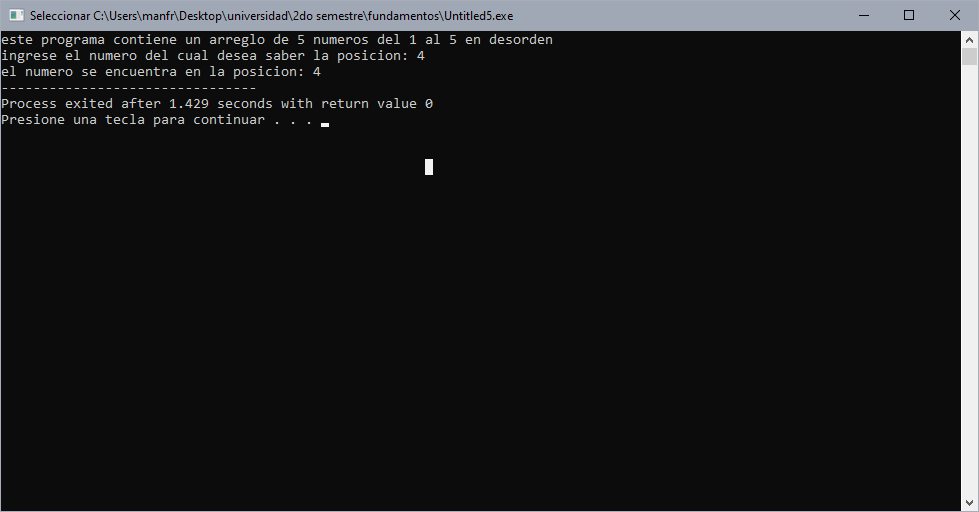 Seleccionar C:\Users\manfr\Desktop\universidad\2do semestre\fundamentos\Untitled5.exe
este programa contiene un arreglo de 5 numeros del 1 al 5 en desorden
ingrese el numero del cual desea saber la posicion: 4
el numero se encuentra en la posicion: 4
--------------------------------
Process exited after 1.429 seconds with return value 0
Presione una tecla para continuar . . .